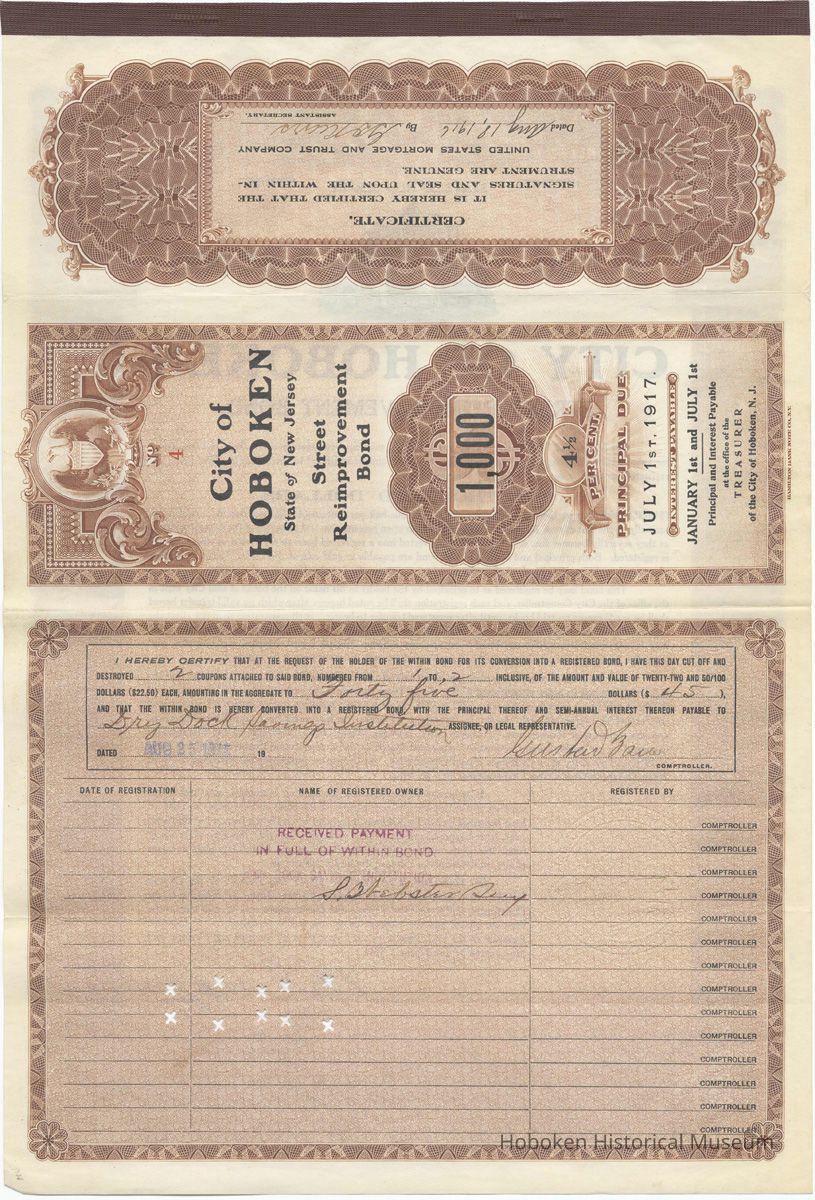 CERTIFICATE.
IT IS HEREBY CERTIFIED THAT THE
SIGNATURES AND SEAL UPON THE WITHIN IN-
STRUMENT ARE GENUINE.
UNITED STATES MORTGAGE AND TRUST COMPANY
Dated Aug 18, 1916 By
ASSISTANT SECRETARY.
No
4
City of
HOBOKEN
State of New Jersey
Street
Reimprovement
Bond
1,000
4½
PER CENT.
PRINCIPAL DUE
JULY 1ST. 1917.
INTEREST PAYABLE
JANUARY 1st and JULY 1st
Principal and Interest Payable
at the office of the
TREASURER
of the City of Hoboken, N. J.
HAMILTON BANK NOTE CO. N.Y.
I HEREBY CERTIFY THAT AT THE REQUEST OF THE HOLDER OF THE WITHIN BOND FOR ITS CONVERSION INTO A REGISTERED BOND, I HAVE THIS DAY CUT OFF AND
DESTROYED 2 COUPONS ATTACHED TO SAID BOND, NUMBERED FROM 1 TO 2 INCLUSIVE, OF THE AMOUNT AND VALUE OF TWENTY-TWO AND 50/100
DOLLARS ($22.50) EACH, AMOUNTING IN THE AGGREGATE TO Forty five DOLLARS ($ 45 ),
AND THAT THE WITHIN BOND IS HEREBY CONVERTED INTO A REGISTERED BOND, WITH THE PRINCIPAL THEREOF AND SEMI-ANNUAL INTEREST THEREON PAYABLE TO
Dry Dock Savings Institution ASSIGNEE, OR LEGAL REPRESENTATIVE.
DATED AUG 25 19
COMPTROLLER.
DATE OF REGISTRATION NAME OF REGISTERED OWNER REGISTERED BY
COMPTROLLER
RECEIVED PAYMENT
IN FULL OF WITHIN BOND.
COMPTROLLER
COMPTROLLER
COMPTROLLER
COMPTROLLER
COMPTROLLER
COMPTROLLER
COMPTROLLER
COMPTROLLER
COMPTROLLER
COMPTROLLER
COMPTROLLER
COMPTROLLER
COMPTROLLER
Hoboken Historical Museum